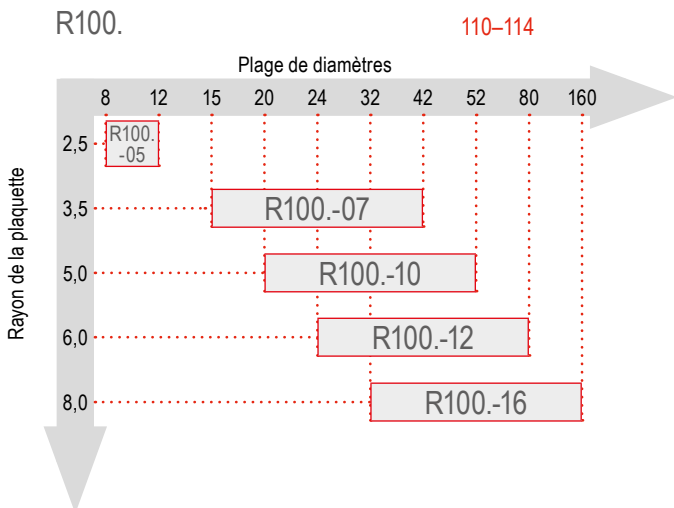 R100. 110–114
Plage de diamètres
8 12 15 20 24 32 42 52 80 160
Rayon de la plaquette
2,5 R100.
-05
3,5 R100.-07
5,0 R100.-10
6,0 R100.-12
8,0 R100.-16